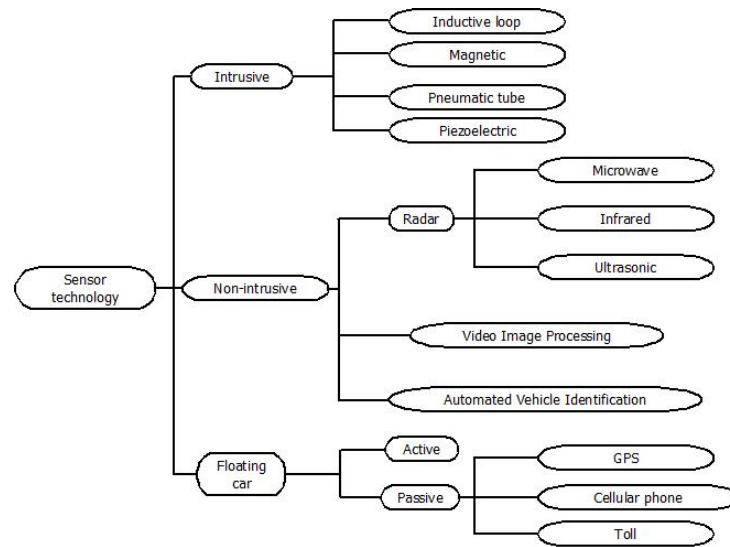 Inductive loop
Magnetic
Intrusive
Pneumatic tube
Piezoelectric
Microwave
Radar
Infrared
Ultrasonic
Sensor
technology
Non-intrusive
Video Image Processing
Automated Vehicle Identification
Active
Floating
car
GPS
Passive
Cellular phone
Toll